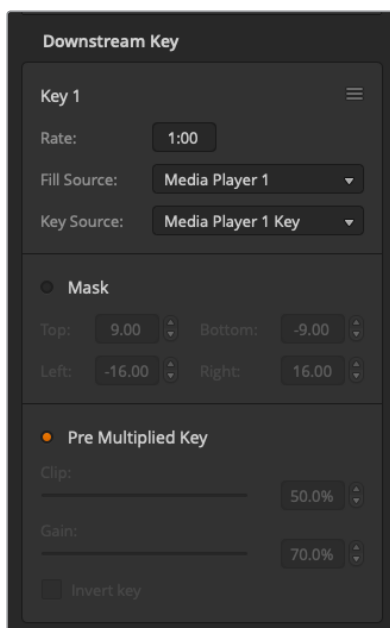 Downstream Key
Key 1
Rate: 1:00
Fill Source: Media Player 1
Key Source: Media Player 1 Key
Mask
Top: 9.00 Bottom: -9.00
Left: -16.00 Right: 16.00
Pre Multiplied Key
Clip:
50.0%
Gain:
70.0%
Invert key